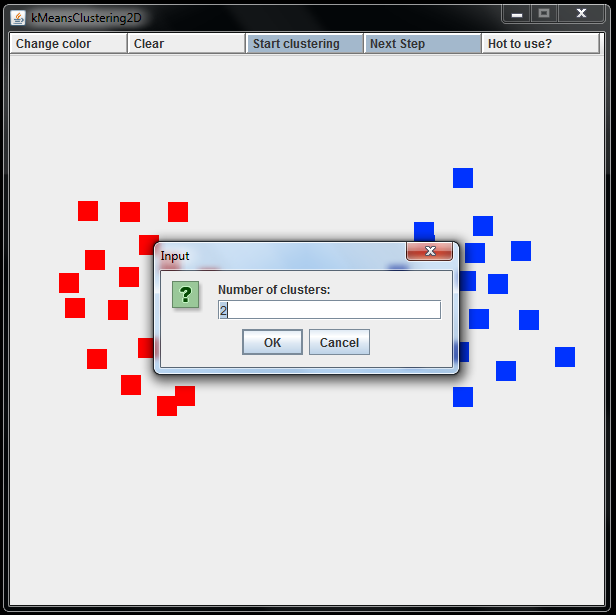 kMeansClustering2D
Change color Clear Start clustering Next Step Hot to use?
Input
?
Number of clusters:
2
OK Cancel